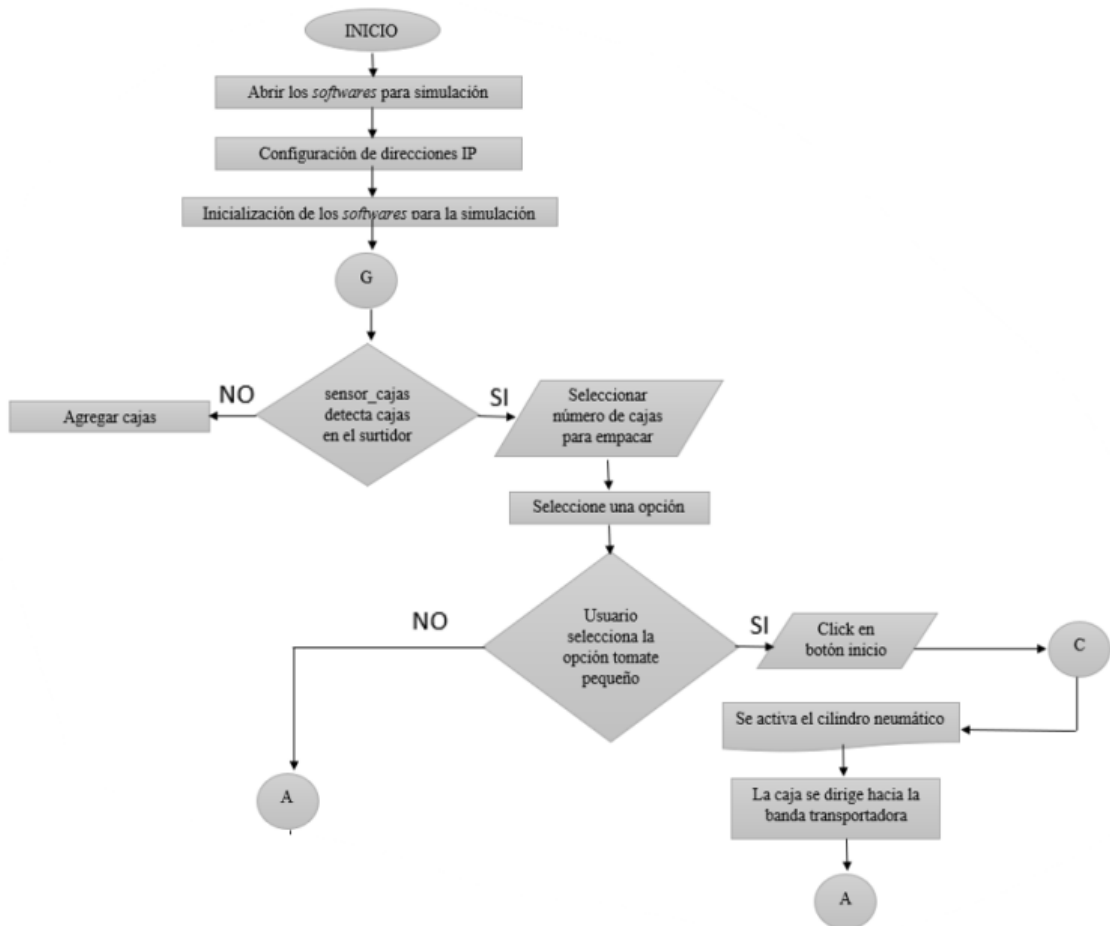 INICIO
Abrir los softwares para simulación
Configuración de direcciones IP
Inicialización de los softwares para la simulación
G
NO
sensor_cajas
detecta cajas
en el surtidor
SI
Seleccionar
número de cajas
para empacar
Agregar cajas
Seleccione una opción
NO
Usuario
selecciona la
opción tomate
pequeño
SI
Click en
botón inicio
C
Se activa el cilindro neumático
La caja se dirige hacia la
banda transportadora
A
A